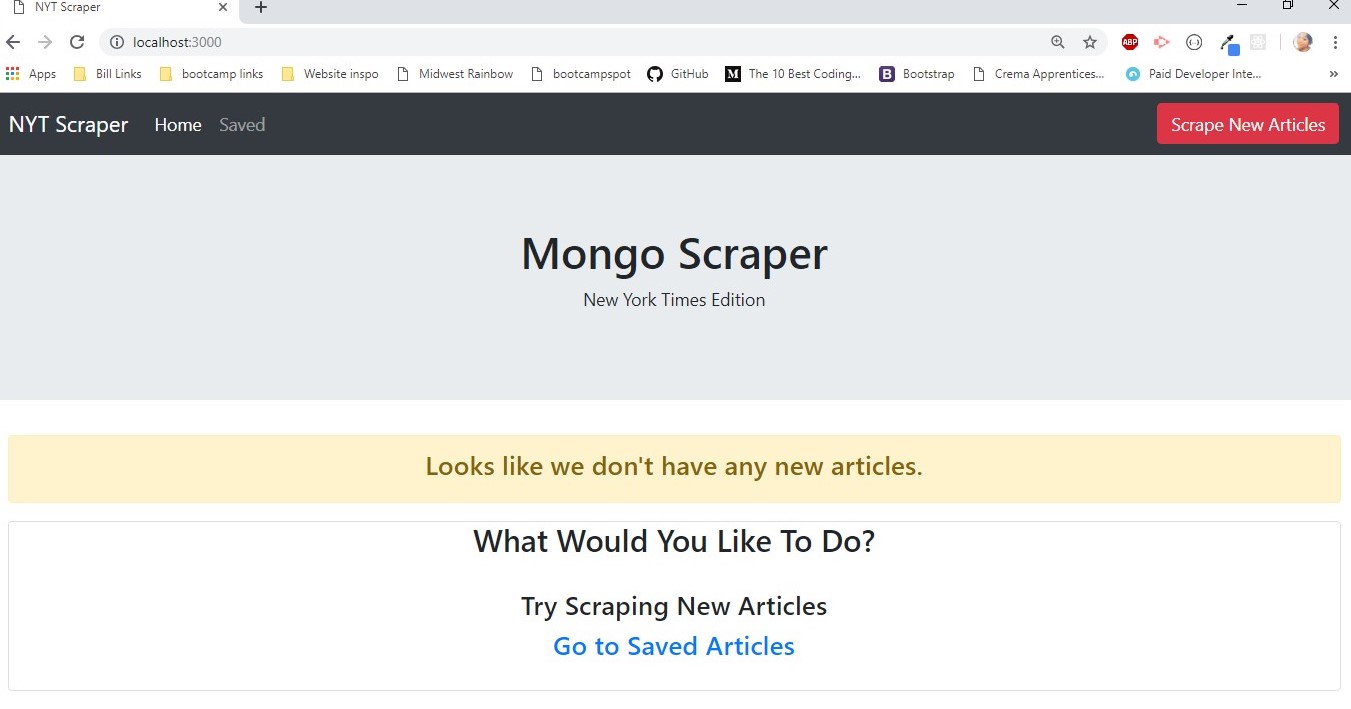 NYT Scraper
localhost:3000
ABP
Apps Bill Links bootcamp links Website inspo Midwest Rainbow bootcampspot GitHub M The 10 Best Coding... B Bootstrap Crema Apprentices... Paid Developer Inte... »
NYT Scraper Home Saved Scrape New Articles
Mongo Scraper
New York Times Edition
Looks like we don't have any new articles.
What Would You Like To Do?
Try Scraping New Articles
Go to Saved Articles